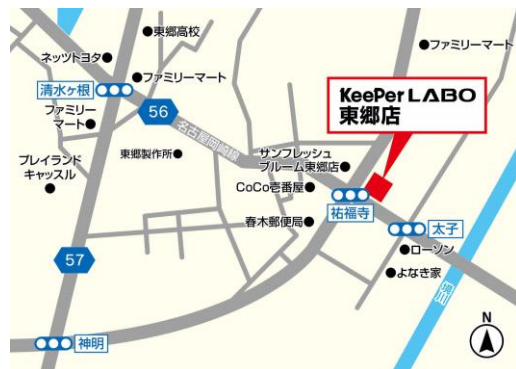 東郷高校
ネッツトヨタ
ファミリーマート
清水ヶ根
ファミリーマート
56
ファミリー
マート
名古屋岡崎線
KeePer LABO
東郷店
プレイランド
キャッスル
東郷製作所
サンフレッシュ
ブルーム東郷店
CoCo壱番屋
祐福寺
春木郵便局
太子
ローソン
よなき家
境川
57
神明
N